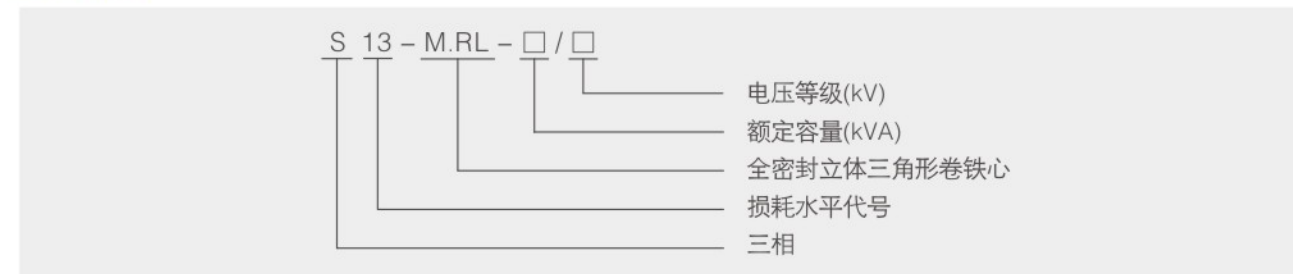 S 13 – M.RL – □ / □
电压等级(kV)
额定容量(kVA)
全密封立体三角形卷铁心
损耗水平代号
三相